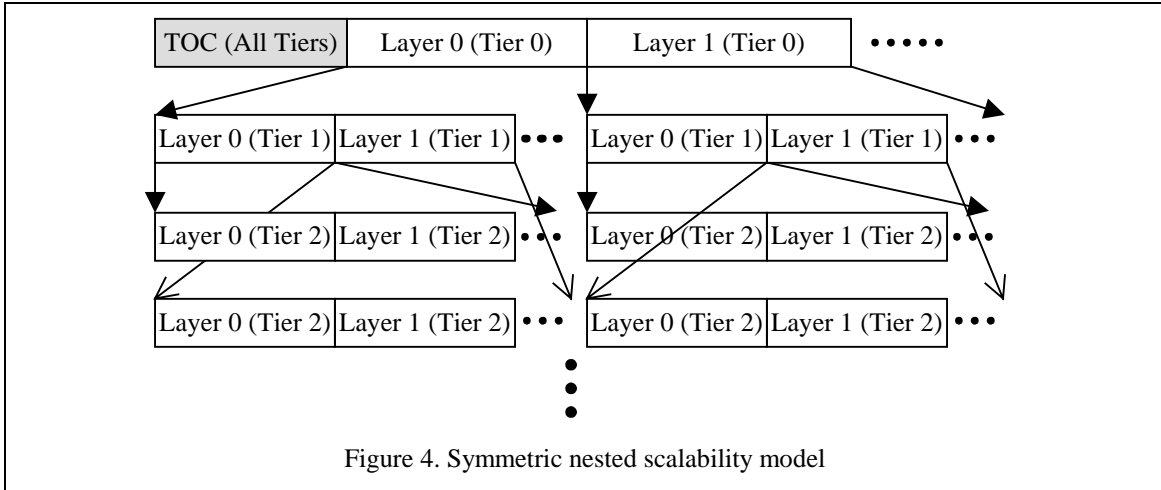 TOC (All Tiers) Layer 0 (Tier 0) Layer 1 (Tier 0)
Layer 0 (Tier 1) Layer 1 (Tier 1) Layer 0 (Tier 1) Layer 1 (Tier 1)
Layer 0 (Tier 2) Layer 1 (Tier 2) Layer 0 (Tier 2) Layer 1 (Tier 2)
Layer 0 (Tier 2) Layer 1 (Tier 2) Layer 0 (Tier 2) Layer 1 (Tier 2)
Figure 4. Symmetric nested scalability model